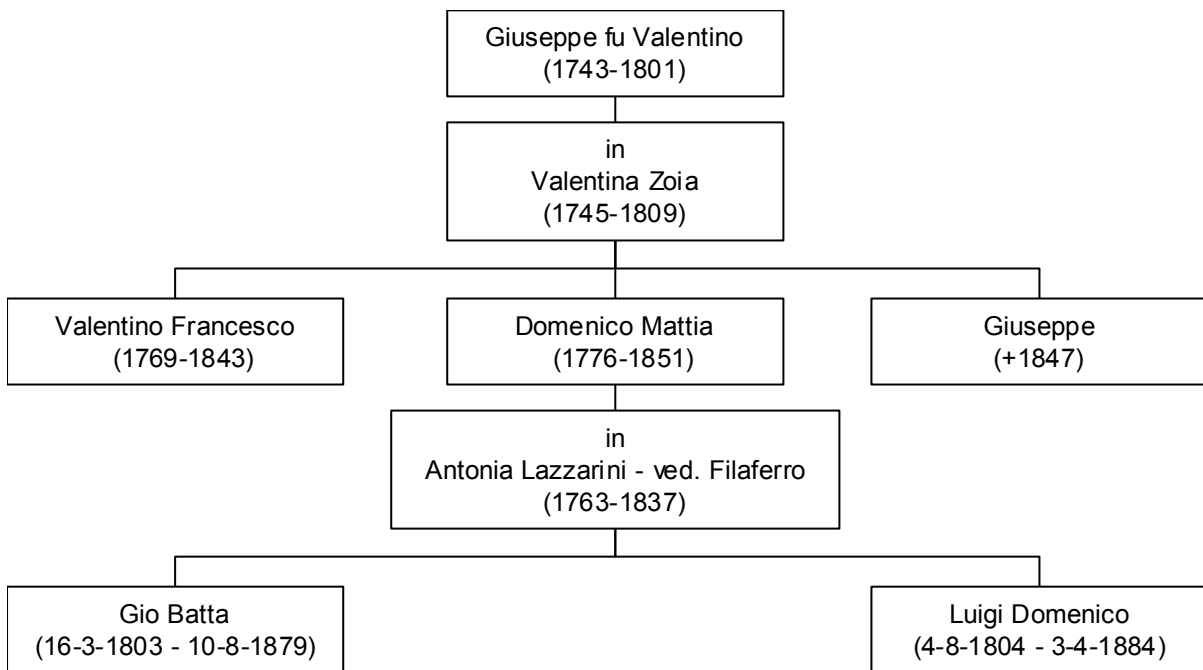 Giuseppe fu Valentino
(1743-1801)
in
Valentina Zoia
(1745-1809)
Valentino Francesco
(1769-1843)
Domenico Mattia
(1776-1851)
Giuseppe
(+1847)
in
Antonia Lazzarini - ved. Filaferro
(1763-1837)
Gio Batta
(16-3-1803 - 10-8-1879)
Luigi Domenico
(4-8-1804 - 3-4-1884)